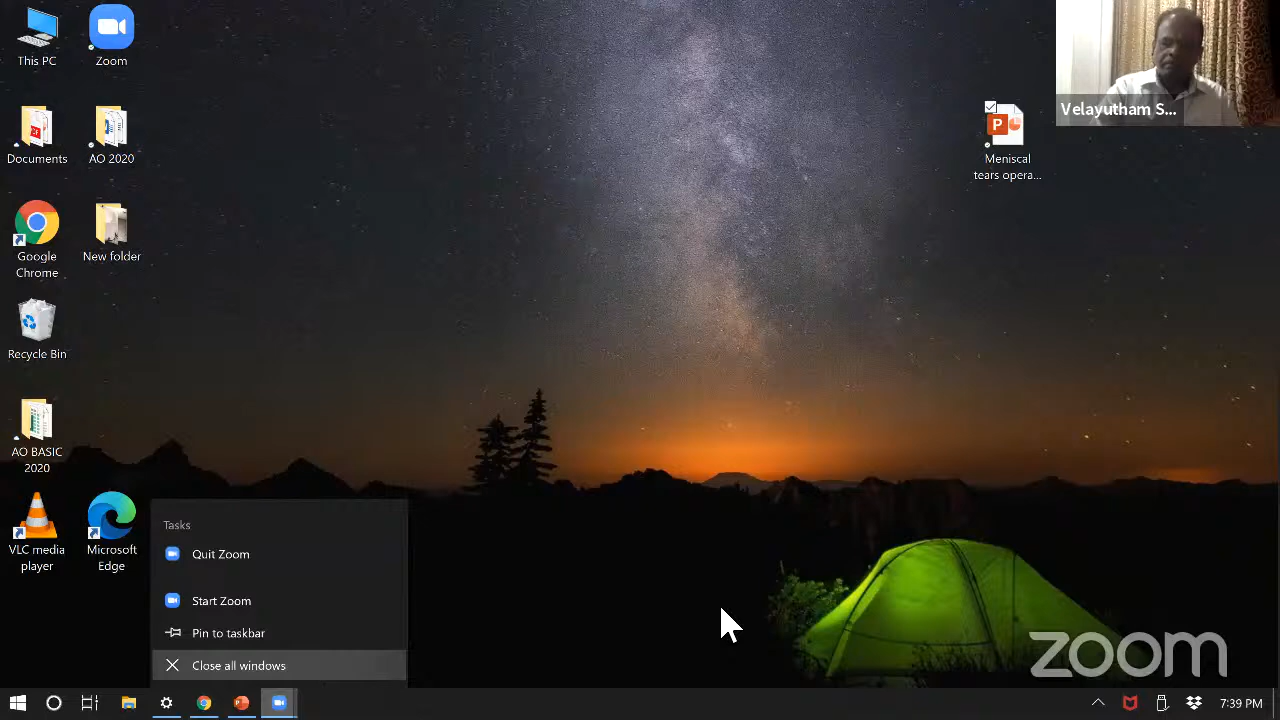 This PC
Zoom
Documents
AO 2020
Google
Chrome
New folder
Recycle Bin
AO BASIC
2020
VLC media
player
Microsoft
Edge
Meniscal
tears opera...
Velayutham S...
Tasks
Quit Zoom
Start Zoom
Pin to taskbar
Close all windows
zoom
7:39 PM